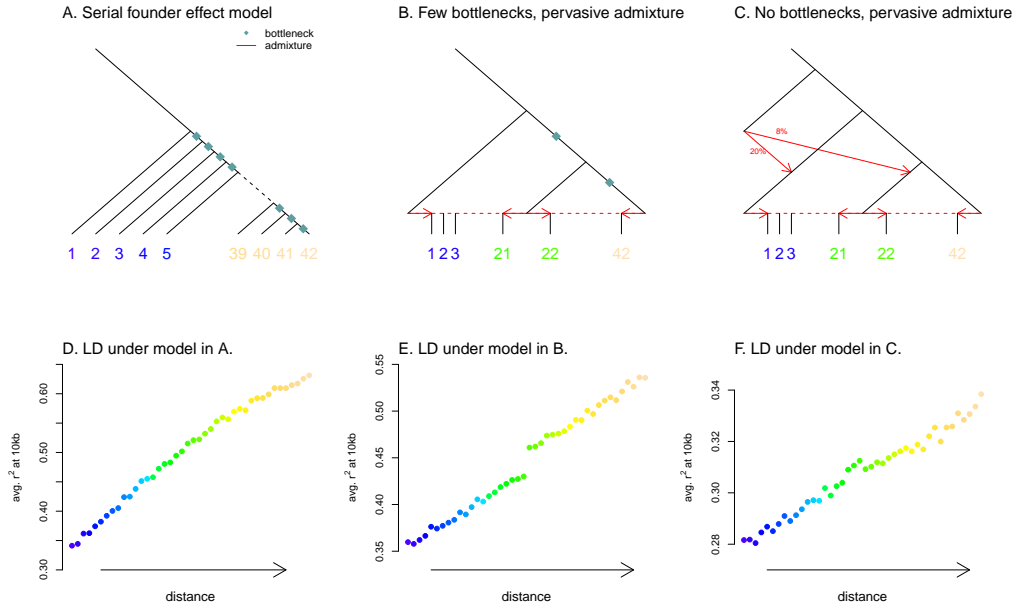 A. Serial founder effect model
bottleneck
admixture
1 2 3 4 5 39 40 41 42
B. Few bottlenecks, pervasive admixture
1 2 3 21 22 42
C. No bottlenecks, pervasive admixture
8%
20%
1 2 3 21 22 42
D. LD under model in A.
avg. r² at 10kb
0.60
0.50
0.40
0.30
distance
E. LD under model in B.
avg. r² at 10kb
0.55
0.50
0.45
0.40
0.35
distance
F. LD under model in C.
avg. r² at 10kb
0.34
0.32
0.30
0.28
distance